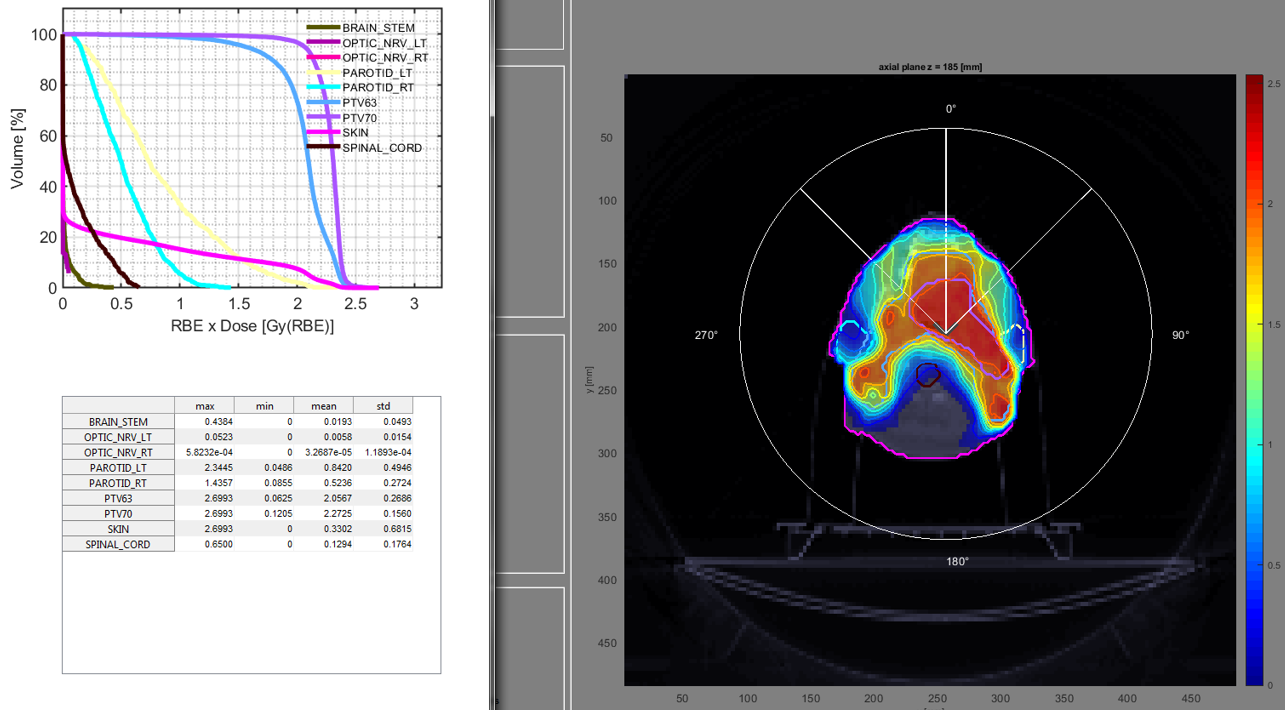 100
80
60
40
20
0
Volume [%]
0 0.5 1 1.5 2 2.5 3
RBE x Dose [Gy(RBE)]
BRAIN_STEM
OPTIC_NRV_LT
OPTIC_NRV_RT
PAROTID_LT
PAROTID_RT
PTV63
PTV70
SKIN
SPINAL_CORD
max min mean std
BRAIN_STEM 0.4384 0 0.0193 0.0493
OPTIC_NRV_LT 0.0523 0 0.0058 0.0154
OPTIC_NRV_RT 5.8232e-04 0 3.2687e-05 1.1893e-04
PAROTID_LT 2.3445 0.0486 0.8420 0.4946
PAROTID_RT 1.4357 0.0855 0.5236 0.2724
PTV63 2.6993 0.0625 2.0567 0.2686
PTV70 2.6993 0.1205 2.2725 0.1560
SKIN 2.6993 0 0.3302 0.6815
SPINAL_CORD 0.6500 0 0.1294 0.1764
axial plane z = 185 [mm]
0°
90°
180°
270°
50
100
150
200
250
300
350
400
450
y [mm]
50 100 150 200 250 300 350 400 450
2.5
2
1.5
1
0.5
0